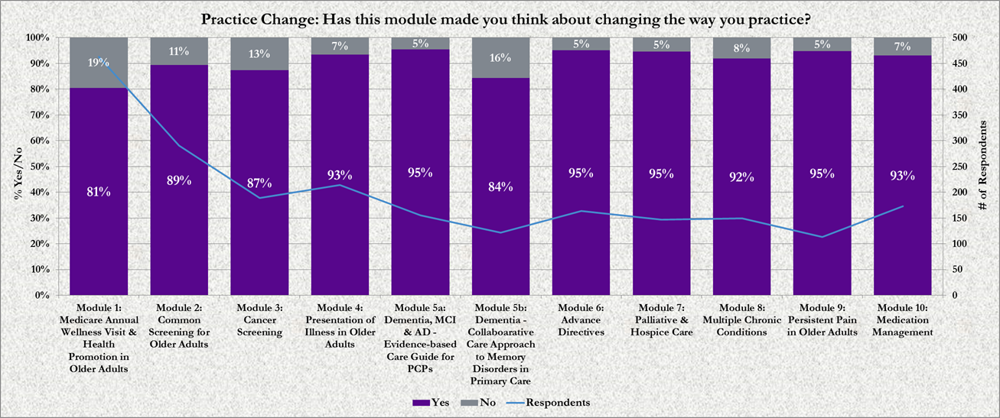 Practice Change: Has this module made you think about changing the way you practice?
100%
90%
80%
70%
60%
50%
40%
30%
20%
10%
0%
% Yes/No
500
450
400
350
300
250
200
150
100
50
0
# of Respondents
19%
11%
13%
7%
5%
16%
5%
5%
8%
5%
7%
81%
89%
87%
93%
95%
84%
95%
95%
92%
95%
93%
Module 1:
Medicare Annual
Wellness Visit &
Health
Promotion in
Older Adults
Module 2:
Common
Screening for
Older Adults
Module 3:
Cancer
Screening
Module 4:
Presentation of
Illness in Older
Adults
Module 5a:
Dementia, MCI
& AD -
Evidence-based
Care Guide for
PCPs
Module 5b:
Dementia -
Collaboarative
Care Approach
to Memory
Disorders in
Primary Care
Module 6:
Advance
Directives
Module 7:
Palliative &
Hospice Care
Module 8:
Multiple Chronic
Conditions
Module 9:
Persistent Pain
in Older Adults
Module 10:
Medication
Management
Yes
No
Respondents